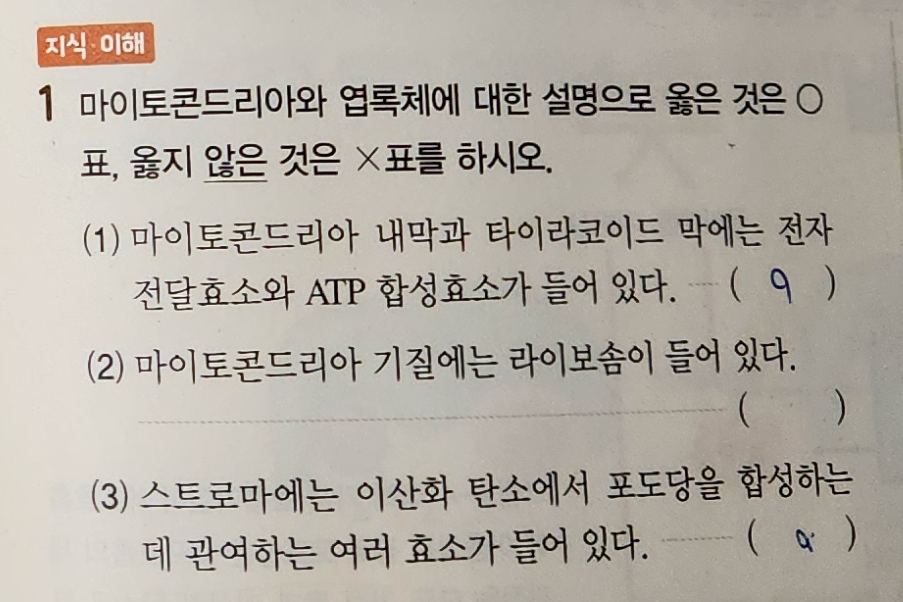 지식 이해
1 마이토콘드리아와 엽록체에 대한 설명으로 옳은 것은 ○
표, 옳지 않은 것은 ×표를 하시오.
(1) 마이토콘드리아 내막과 타이라코이드 막에는 전자
전달효소와 ATP 합성효소가 들어 있다. ( )
(2) 마이토콘드리아 기질에는 라이보솜이 들어 있다.
( )
(3) 스트로마에는 이산화 탄소에서 포도당을 합성하는
데 관여하는 여러 효소가 들어 있다. ( )